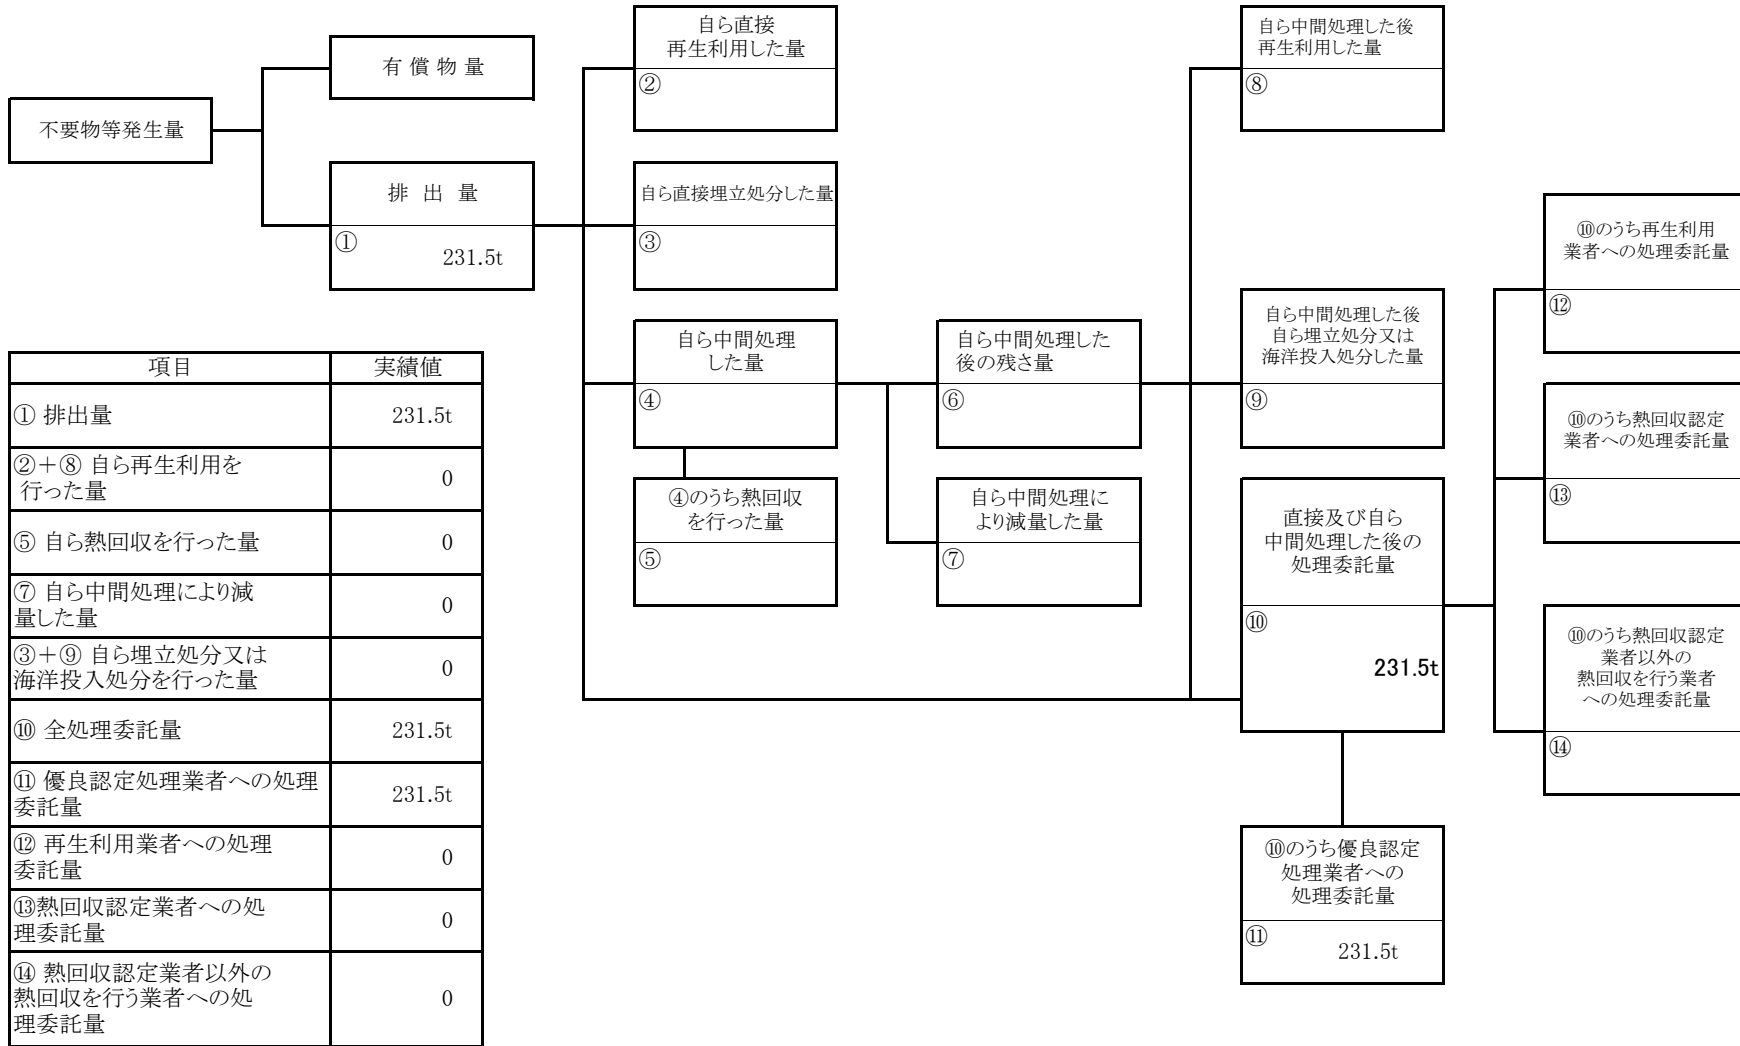 不要物等発生量
有 償 物 量
排 出 量
①
231.5t
自ら直接
再生利用した量
②
自ら直接埋立処分した量
③
自ら中間処理
した量
④
④のうち熱回収
を行った量
⑤
自ら中間処理した
後の残さ量
⑥
自ら中間処理に
より減量した量
⑦
自ら中間処理した後
再生利用した量
⑧
自ら中間処理した後
自ら埋立処分又は
海洋投入処分した量
⑨
直接及び自ら
中間処理した後の
処理委託量
⑩
231.5t
⑩のうち優良認定
処理業者への
処理委託量
⑪
231.5t
⑩のうち再生利用
業者への処理委託量
⑫
⑩のうち熱回収認定
業者への処理委託量
⑬
⑩のうち熱回収認定
業者以外の
熱回収を行う業者
への処理委託量
⑭
項目 実績値
① 排出量 231.5t
②+⑧ 自ら再生利用を
行った量 0
⑤ 自ら熱回収を行った量 0
⑦ 自ら中間処理により減
量した量 0
③+⑨ 自ら埋立処分又は
海洋投入処分を行った量 0
⑩ 全処理委託量 231.5t
⑪ 優良認定処理業者への処理
委託量 231.5t
⑫ 再生利用業者への処理
委託量 0
⑬熱回収認定業者への処
理委託量 0
⑭ 熱回収認定業者以外の
熱回収を行う業者への処
理委託量 0